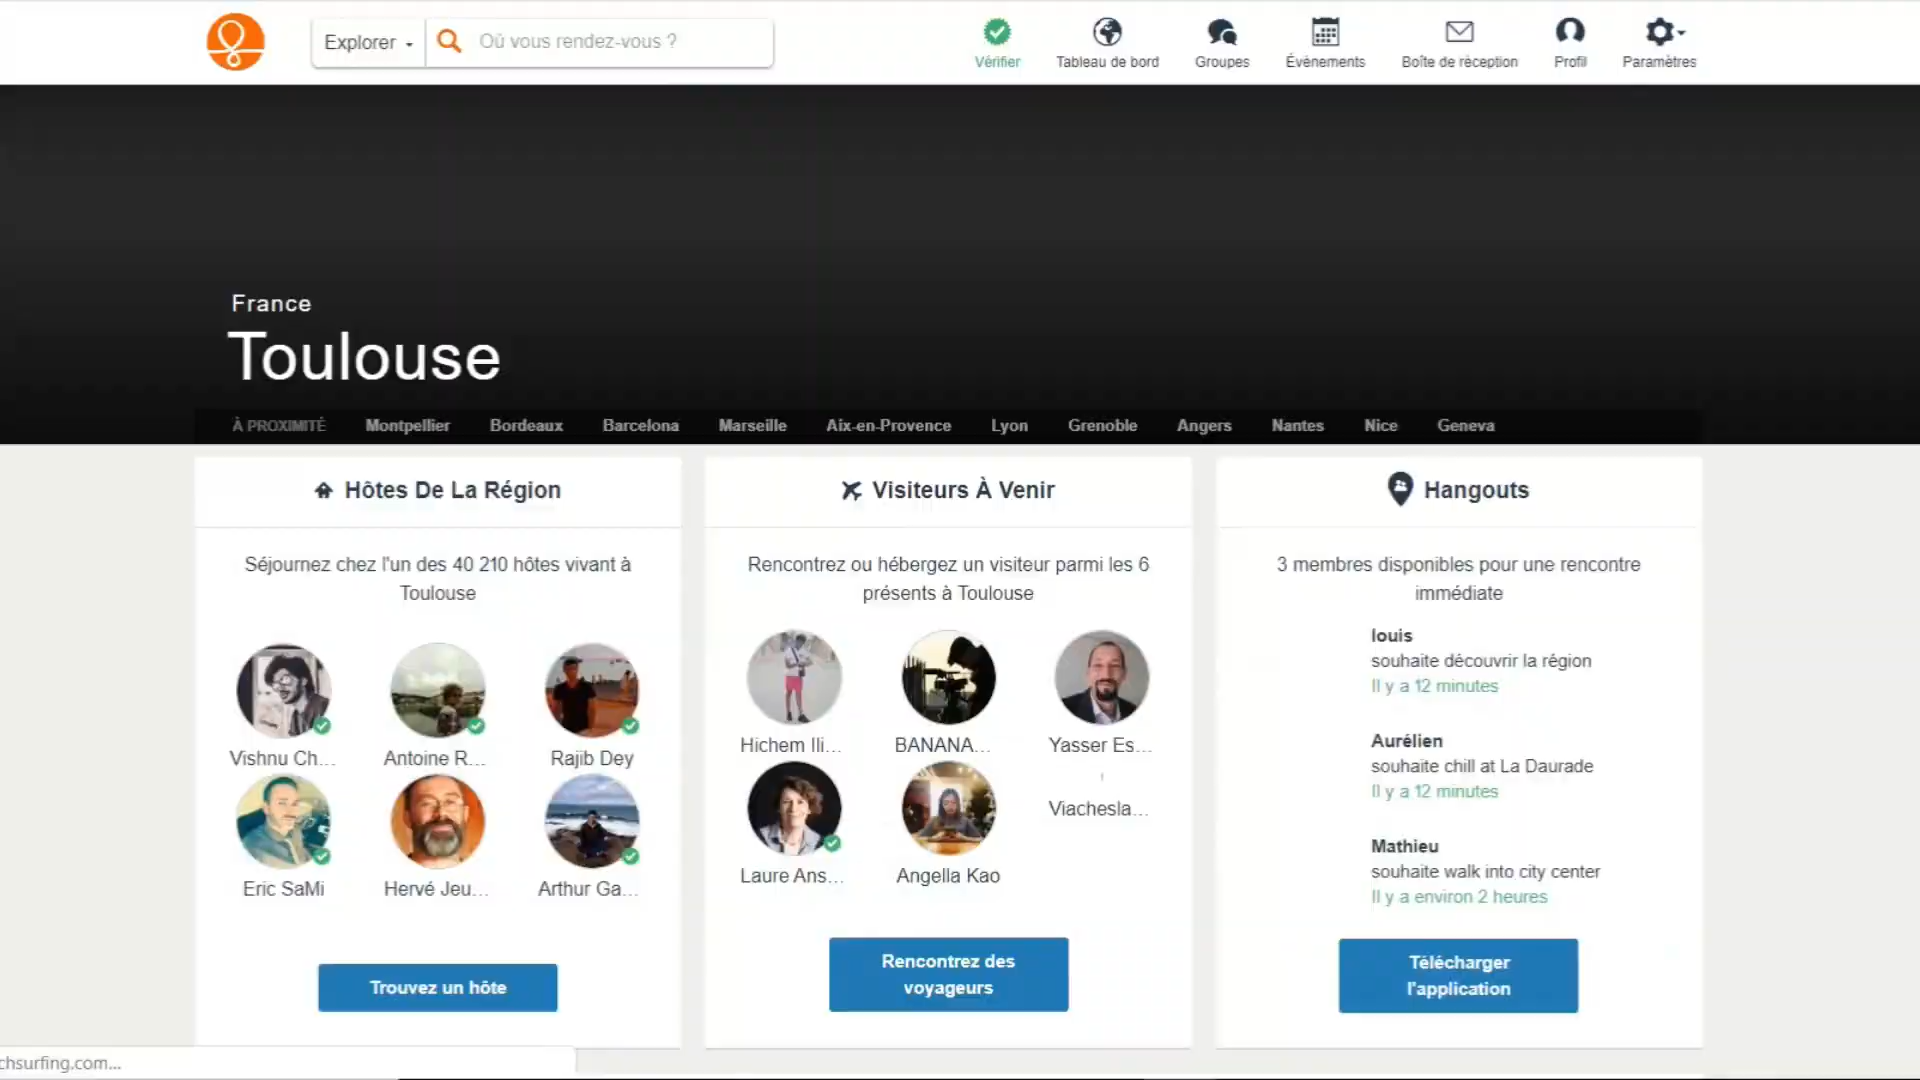 Explorer
Où vous rendez-vous ?
Vérifier
Tableau de bord
Groupes
Événements
Boîte de réception
Profil
Paramètres
France
Toulouse
À PROXIMITÉ
Montpellier
Bordeaux
Barcelona
Marseille
Aix-en-Provence
Lyon
Grenoble
Angers
Nantes
Nice
Geneva
Hôtes De La Région
Séjournez chez l'un des 40 210 hôtes vivant à
Toulouse
Vishnu Ch...
Antoine R...
Rajib Dey
Eric SaMi
Hervé Jeu...
Arthur Ga...
Trouvez un hôte
Visiteurs À Venir
Rencontrez ou hébergez un visiteur parmi les 6
présents à Toulouse
Hichem Ili...
BANANA...
Yasser Es...
Laure Ans...
Angella Kao
Viachesla...
Rencontrez des
voyageurs
Hangouts
3 membres disponibles pour une rencontre
immédiate
louis
souhaite découvrir la région
Il y a 12 minutes
Aurélien
souhaite chill at La Daurade
Il y a 12 minutes
Mathieu
souhaite walk into city center
Il y a environ 2 heures
Télécharger
l'application
chsurfing.com...